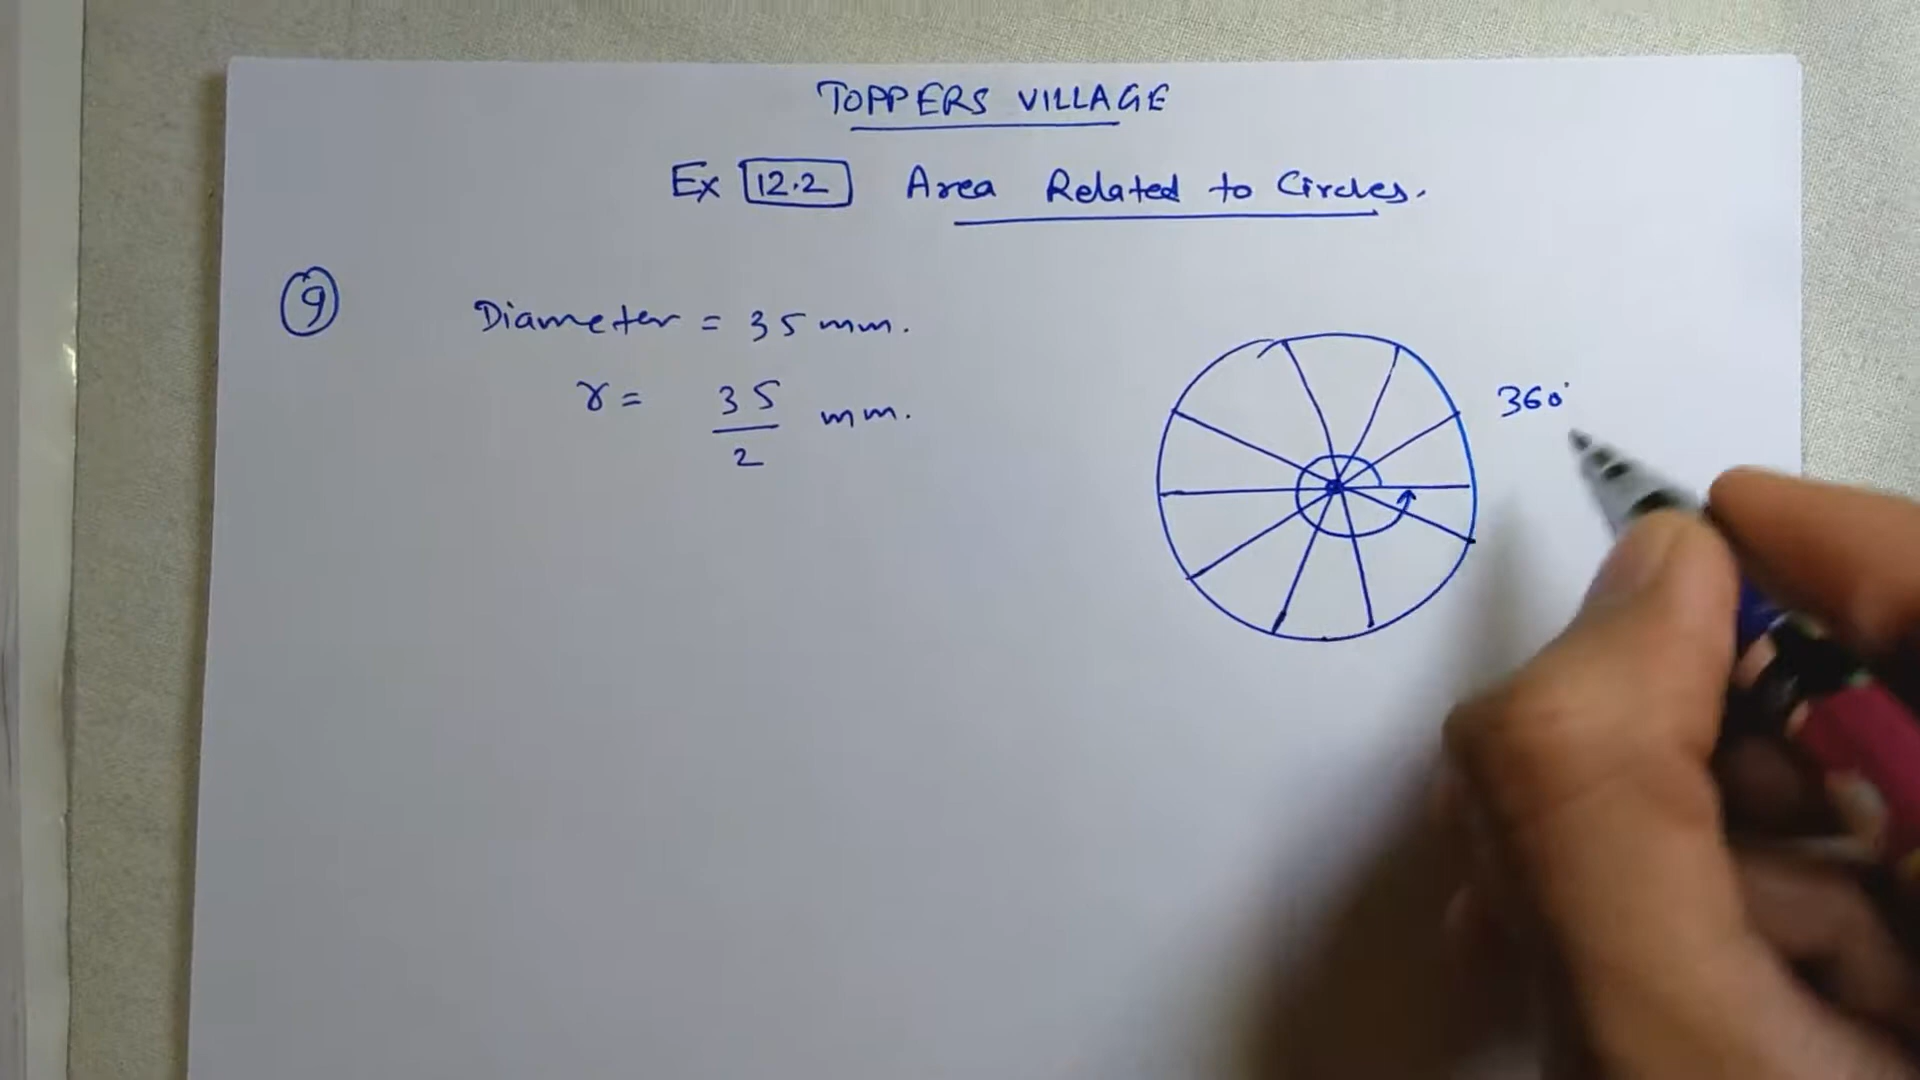 TOPPERS VILLAGE
Ex 12.2 Area Related to Circles.
9
Diameter = 35 mm.
r = 35/2 mm.
360°